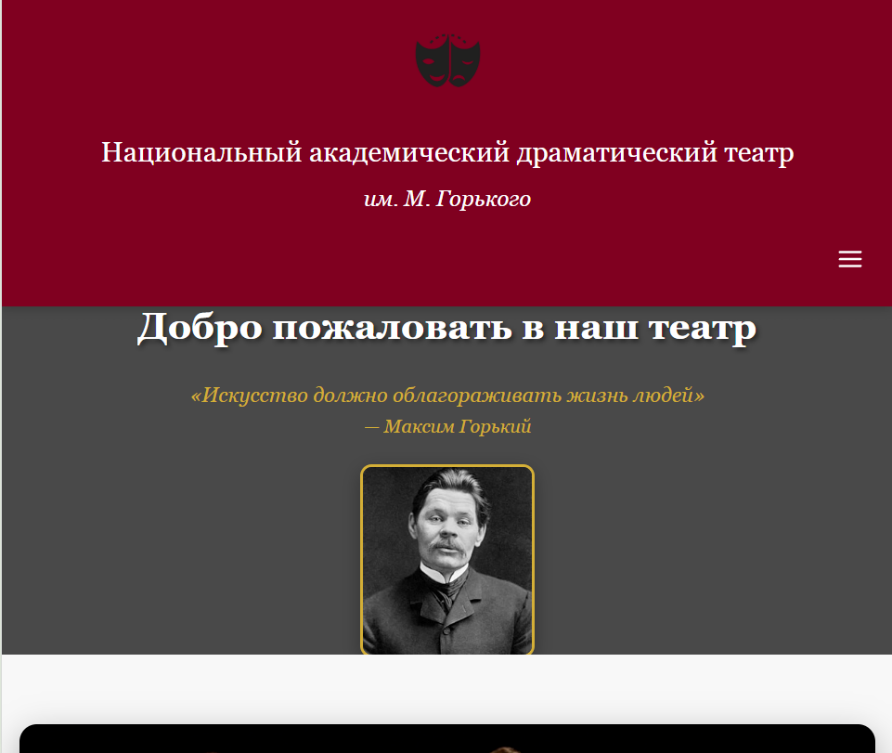 Национальный академический драматический театр
им. М. Горького
Добро пожаловать в наш театр
«Искусство должно облагораживать жизнь людей»
— Максим Горький